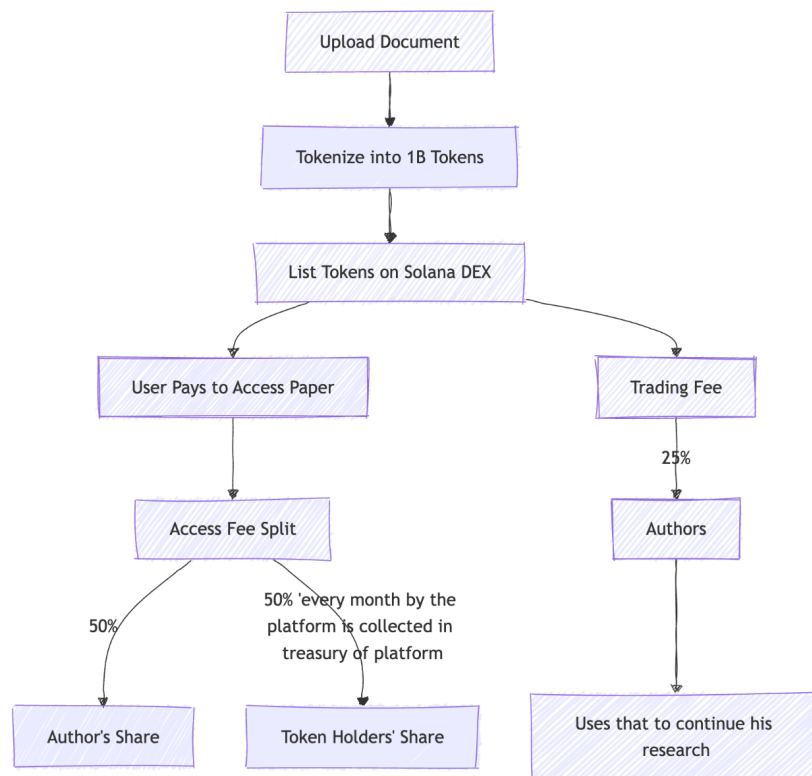 Upload Document
Tokenize into 1B Tokens
List Tokens on Solana DEX
User Pays to Access Paper
Trading Fee
25%
Access Fee Split
Authors
50%
50% 'every month by the
platform is collected in
treasury of platform
Author's Share
Token Holders' Share
Uses that to continue his
research